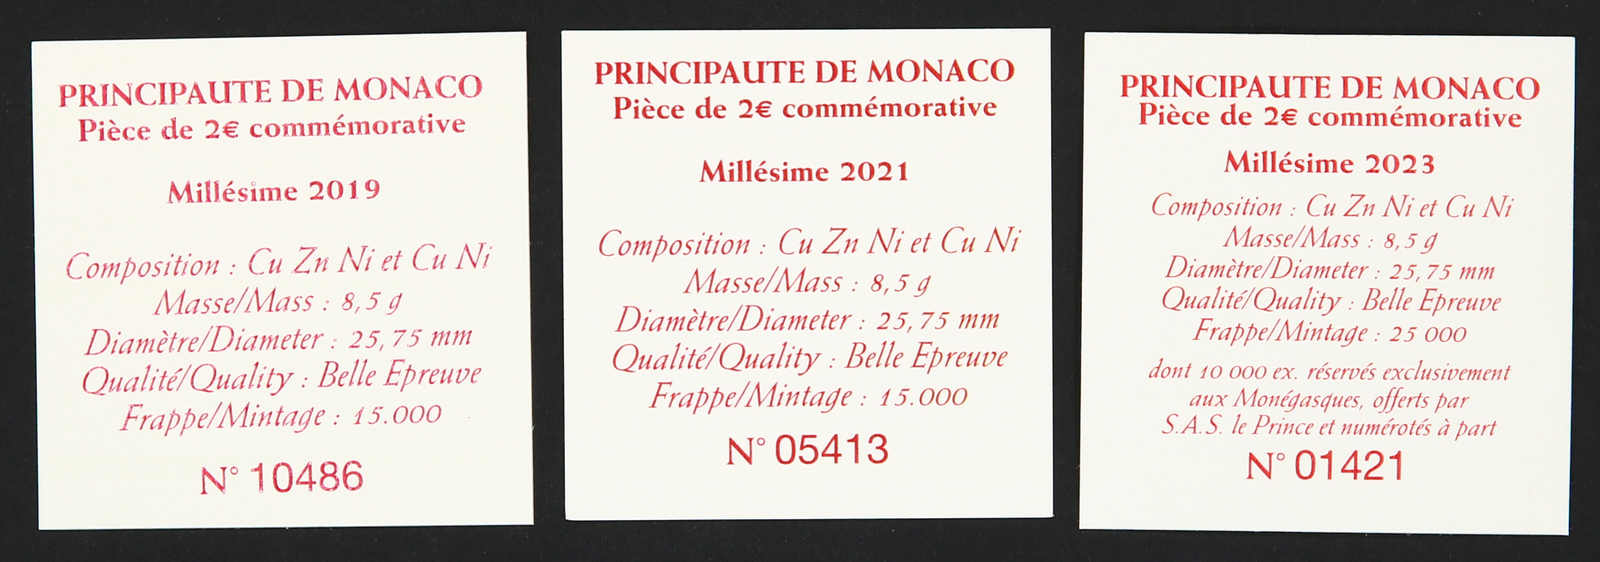 PRINCIPAUTE DE MONACO
Pièce de 2€ commémorative
Millésime 2019
Composition : Cu Zn Ni et Cu Ni
Masse/Mass : 8,5 g
Diamètre/Diameter : 25,75 mm
Qualité/Quality : Belle Epreuve
Frappe/Mintage : 15.000
N° 10486
PRINCIPAUTE DE MONACO
Pièce de 2€ commémorative
Millésime 2021
Composition : Cu Zn Ni et Cu Ni
Masse/Mass : 8,5 g
Diamètre/Diameter : 25,75 mm
Qualité/Quality : Belle Epreuve
Frappe/Mintage : 15.000
N° 05413
PRINCIPAUTE DE MONACO
Pièce de 2€ commémorative
Millésime 2023
Composition : Cu Zn Ni et Cu Ni
Masse/Mass : 8,5 g
Diamètre/Diameter : 25,75 mm
Qualité/Quality : Belle Epreuve
Frappe/Mintage : 25 000
dont 10 000 ex. réservés exclusivement
aux Monégasques, offerts par
S.A.S. le Prince et numérotés à part
N° 01421